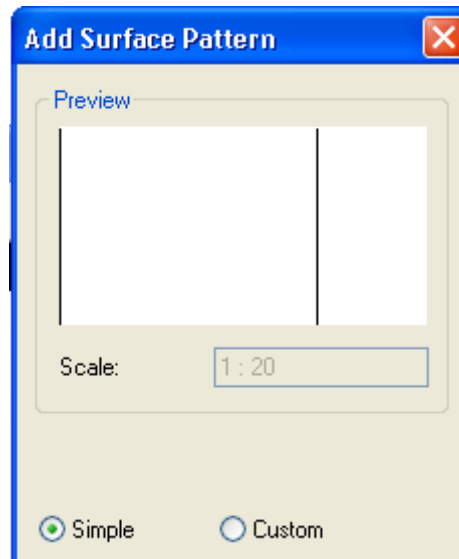 Add Surface Pattern
Preview
Scale: 1 : 20
Simple Custom